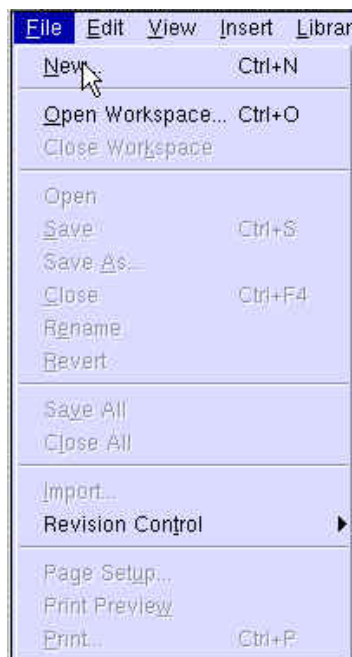 File Edit View Insert Librar
New Ctrl+N
Open Workspace... Ctrl+O
Close Workspace
Open
Save Ctrl+S
Save As...
Close Ctrl+F4
Rename
Revert
Save All
Close All
Import...
Revision Control
Page Setup...
Print Preview
Print... Ctrl+P